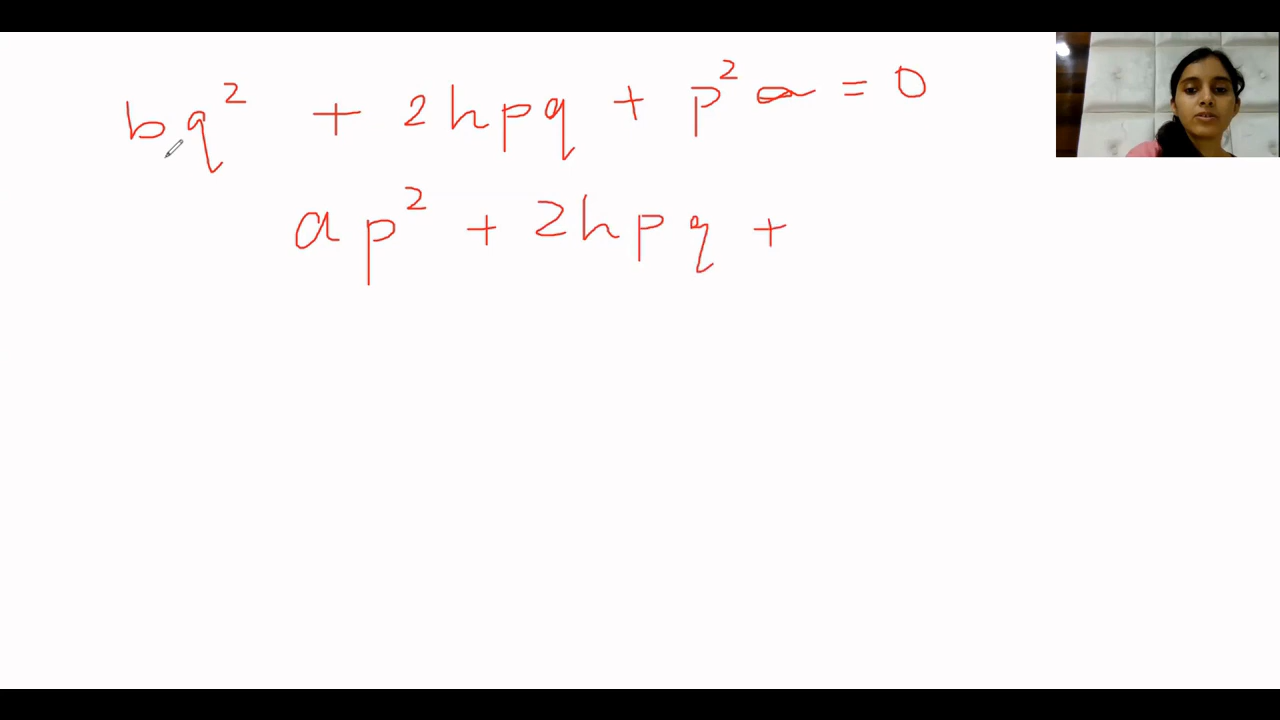 bq² + 2hpq + p²a = 0
ap² + 2hpq +